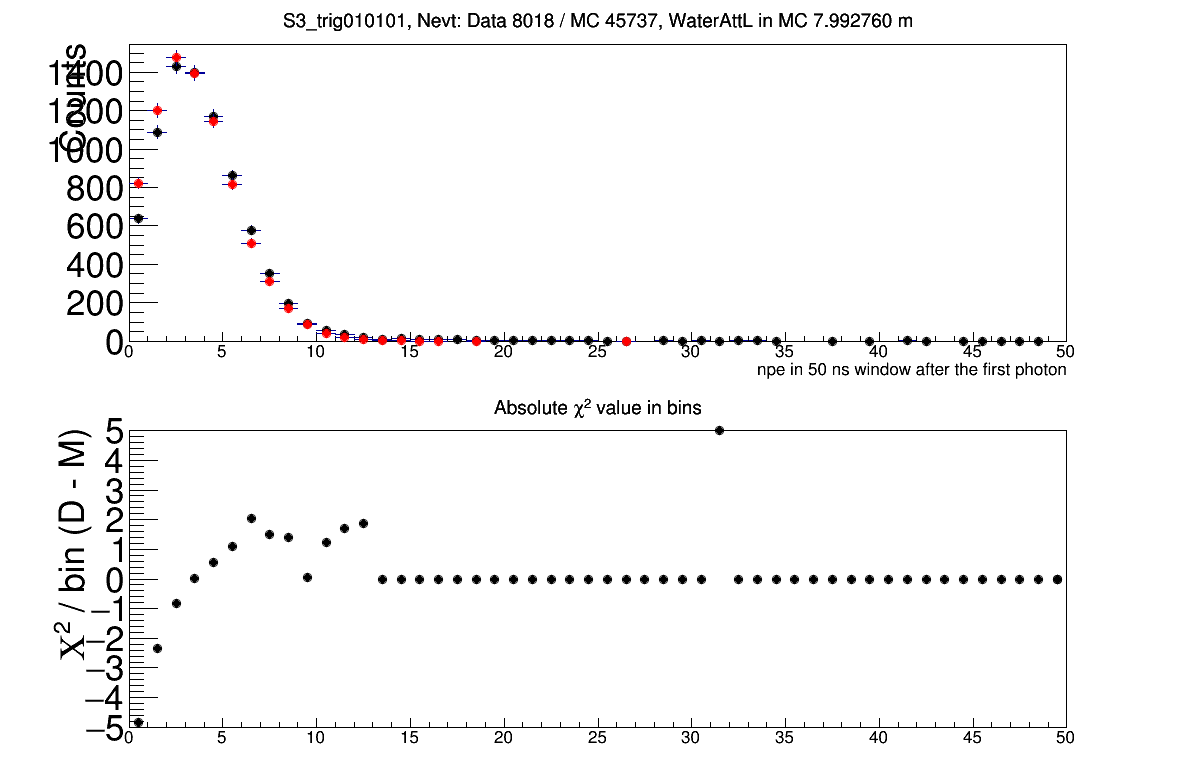 S3_trig010101, Nevt: Data 8018 / MC 45737, WaterAttL in MC 7.992760 m
Counts
1400
1200
1000
800
600
400
200
0
0 5 10 15 20 25 30 35 40 45 50
npe in 50 ns window after the first photon
Absolute χ² value in bins
X² / bin (D - M)
5
4
3
2
1
0
−1
−2
−3
−4
−5
0 5 10 15 20 25 30 35 40 45 50